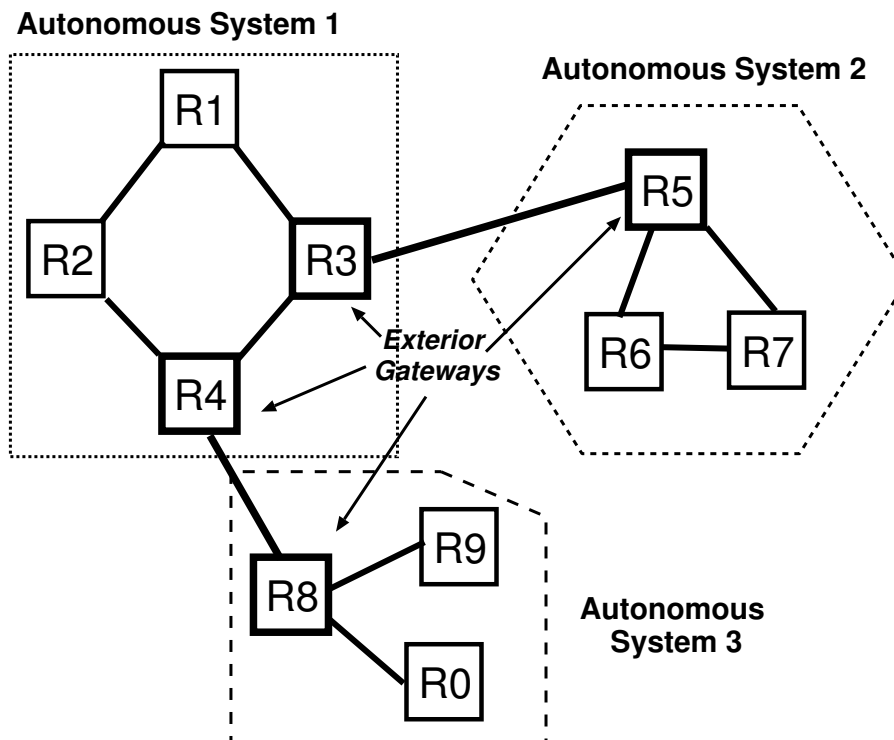 Autonomous System 1
Autonomous System 2
R1
R5
R2
R3
Exterior
Gateways
R6
R7
R4
R9
R8
Autonomous
System 3
R0